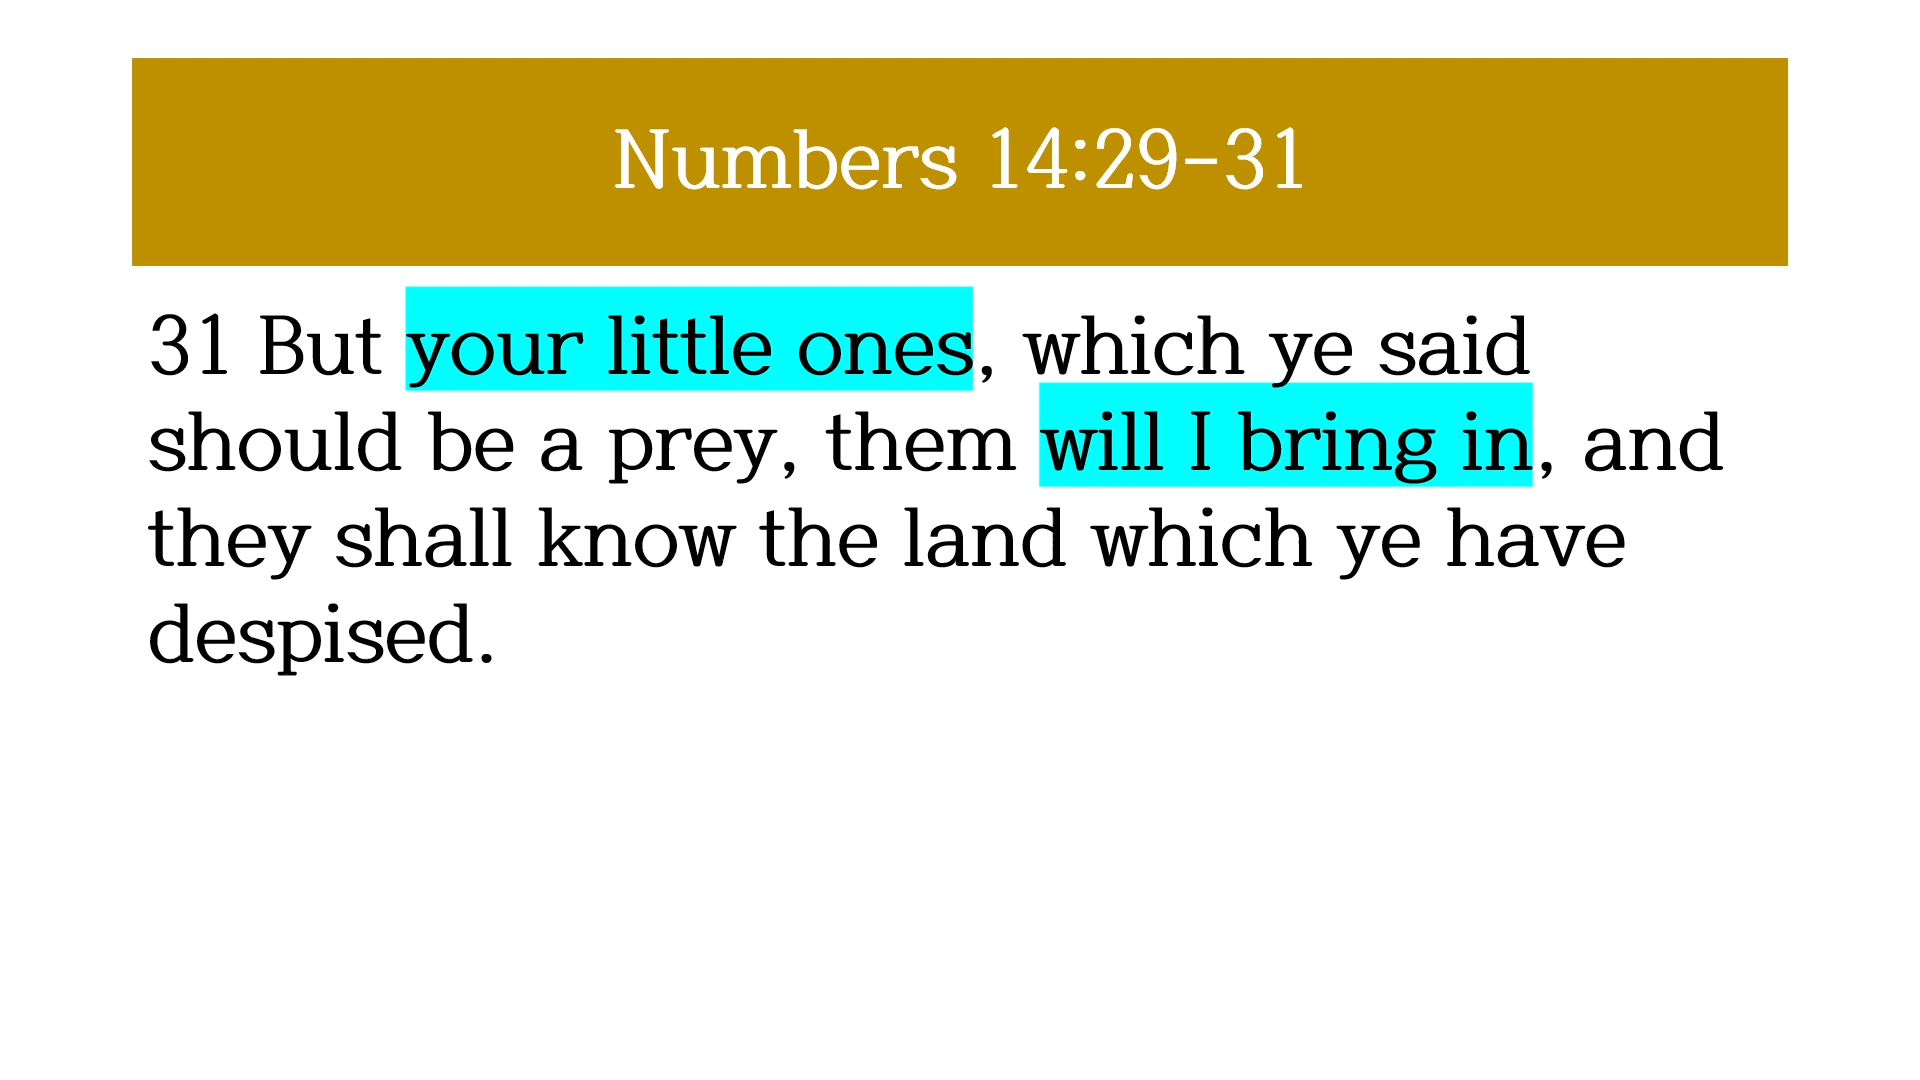 Numbers 14:29-31
31 But your little ones, which ye said
should be a prey, them will I bring in, and
they shall know the land which ye have
despised.